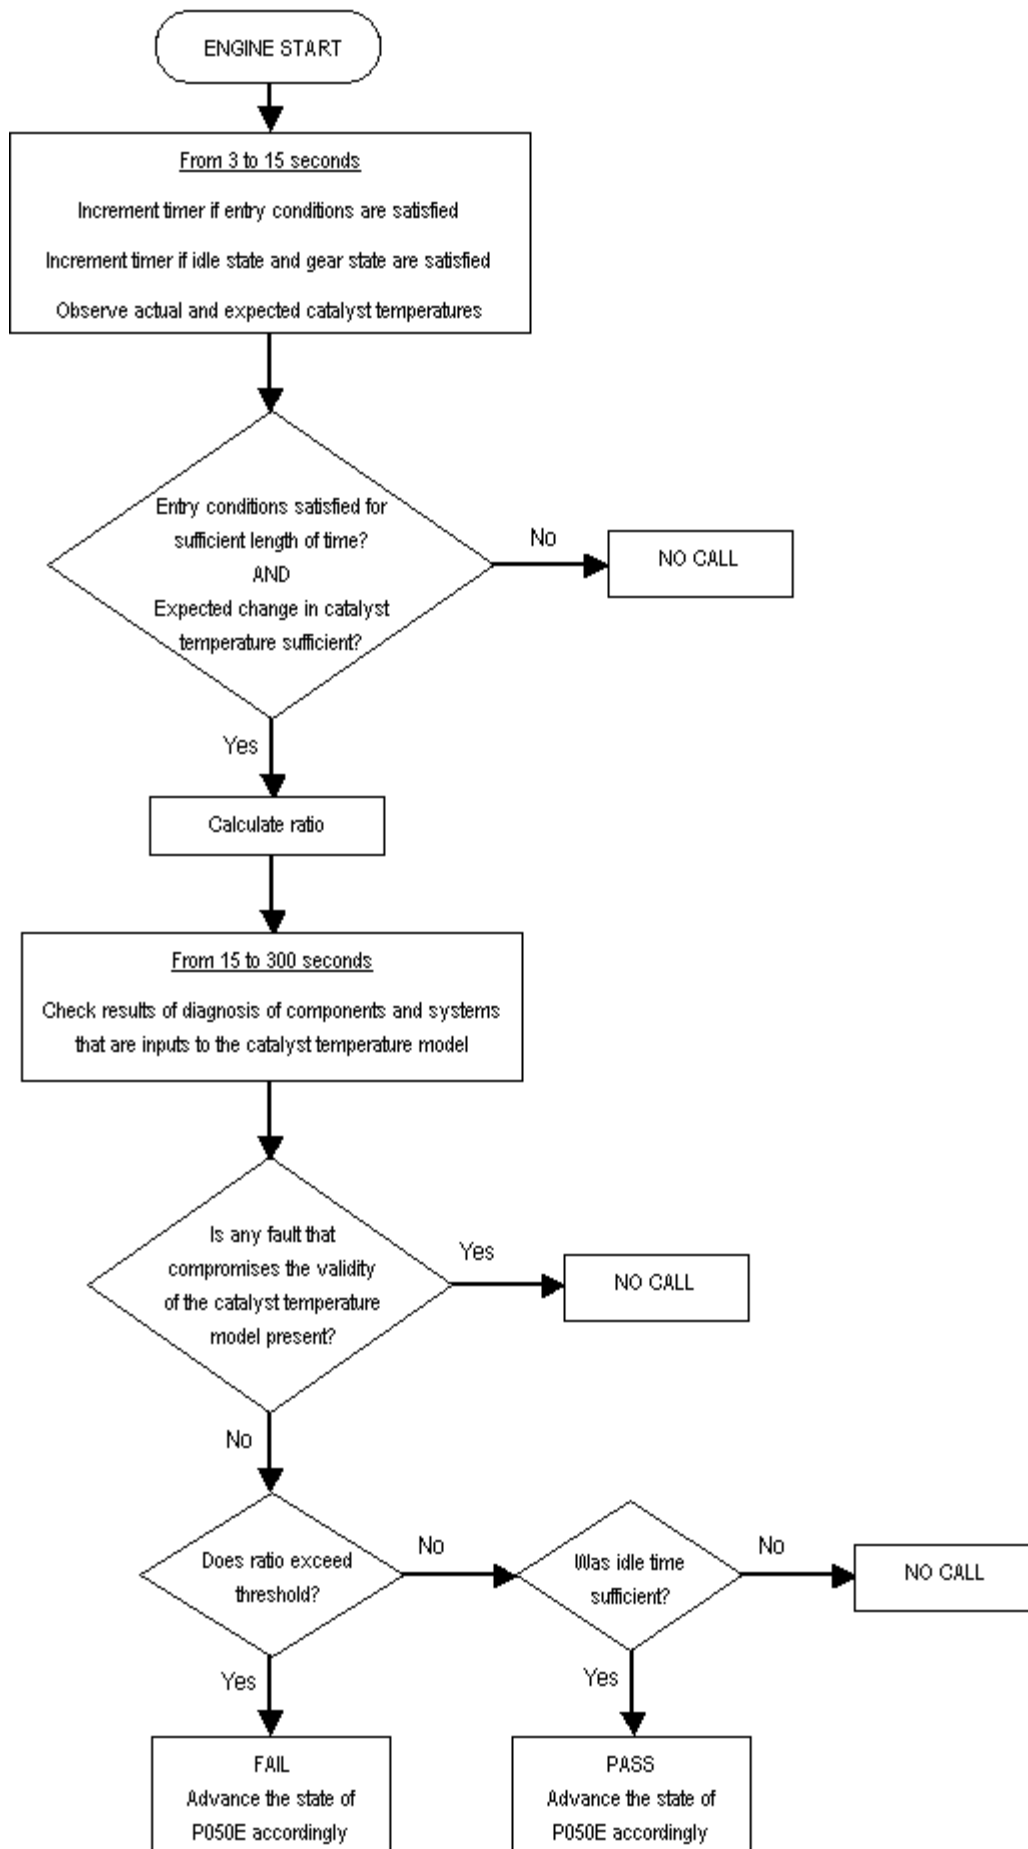 ENGINE START
From 3 to 15 seconds
Increment timer if entry conditions are satisfied
Increment timer if idle state and gear state are satisfied
Observe actual and expected catalyst temperatures
Entry conditions satisfied for
sufficient length of time?
AND
Expected change in catalyst
temperature sufficient?
No
NO CALL
Yes
Calculate ratio
From 15 to 300 seconds
Check results of diagnosis of components and systems
that are inputs to the catalyst temperature model
Is any fault that
compromises the validity
of the catalyst temperature
model present?
Yes
NO CALL
No
Does ratio exceed
threshold?
No
Was idle time
sufficient?
No
NO CALL
Yes
Yes
FAIL
Advance the state of
P050E accordingly
PASS
Advance the state of
P050E accordingly